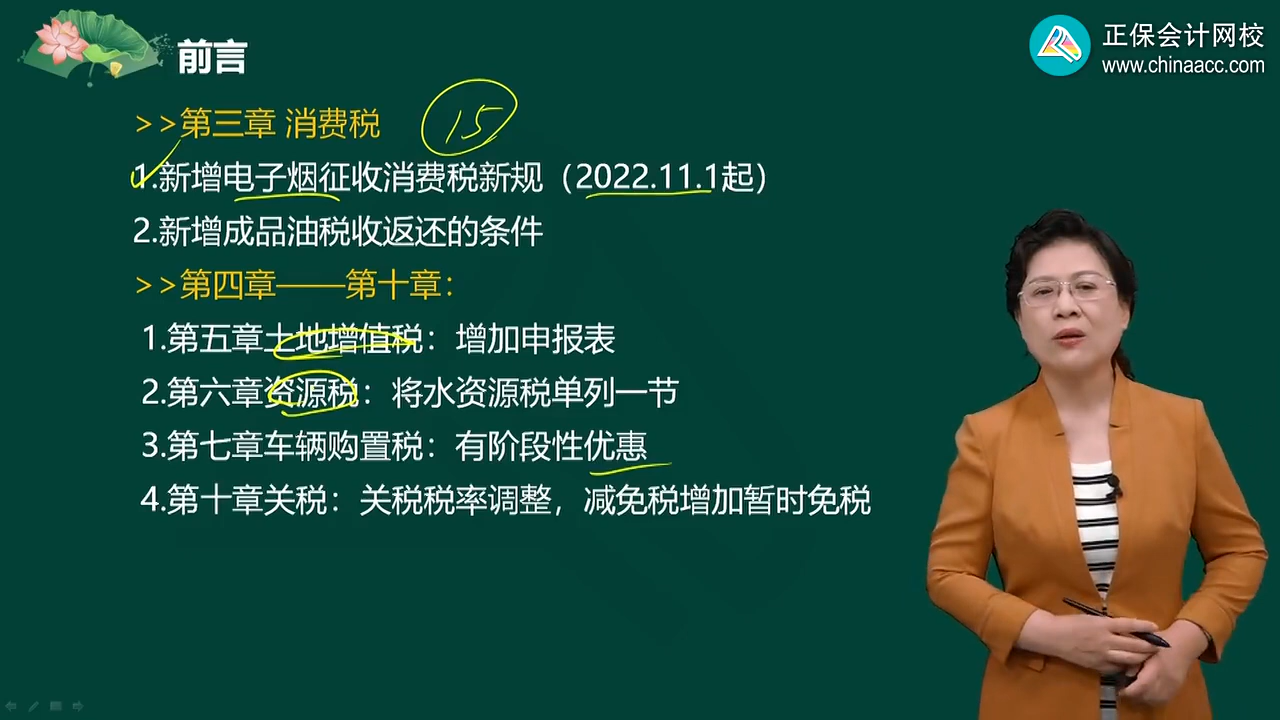 前言
正保会计网校
www.chinaacc.com
>>第三章 消费税
15
1.新增电子烟征收消费税新规（2022.11.1起）
2.新增成品油税收返还的条件
>>第四章——第十章：
1.第五章土地增值税：增加申报表
2.第六章资源税：将水资源税单列一节
3.第七章车辆购置税：有阶段性优惠
4.第十章关税：关税税率调整，减免税增加暂时免税